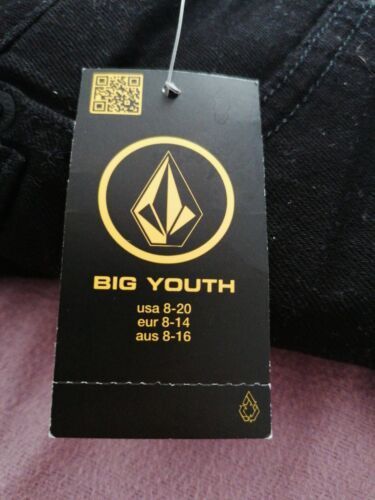 BIG YOUTH
usa 8-20
eur 8-14
aus 8-16